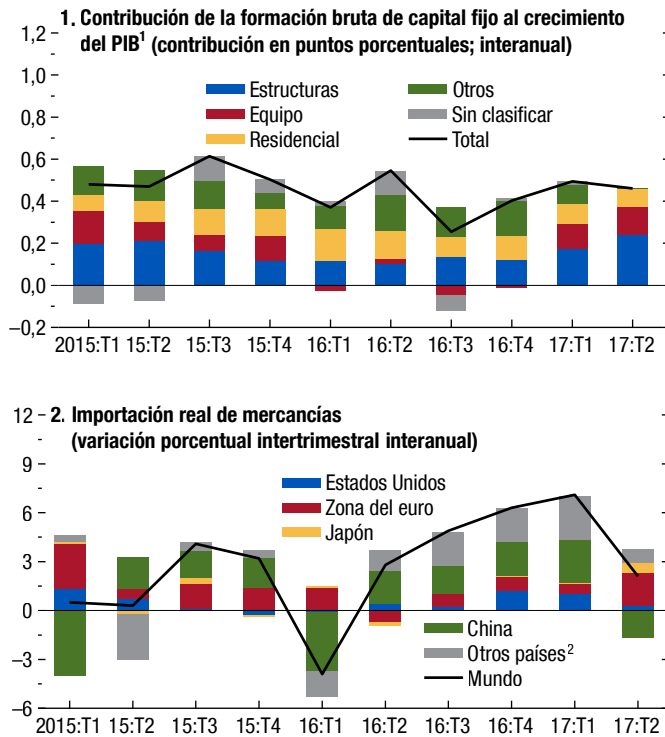 1. Contribución de la formación bruta de capital fijo al crecimiento
del PIB¹ (contribución en puntos porcentuales; interanual)
1,2
1,0
0,8
0,6
0,4
0,2
0,0
–0,2
Estructuras
Equipo
Residencial
Otros
Sin clasificar
Total
2015:T1 15:T2 15:T3 15:T4 16:T1 16:T2 16:T3 16:T4 17:T1 17:T2
2. Importación real de mercancías
(variación porcentual intertrimestral interanual)
12
9
6
3
0
–3
–6
Estados Unidos
Zona del euro
Japón
China
Otros países²
Mundo
2015:T1 15:T2 15:T3 15:T4 16:T1 16:T2 16:T3 16:T4 17:T1 17:T2